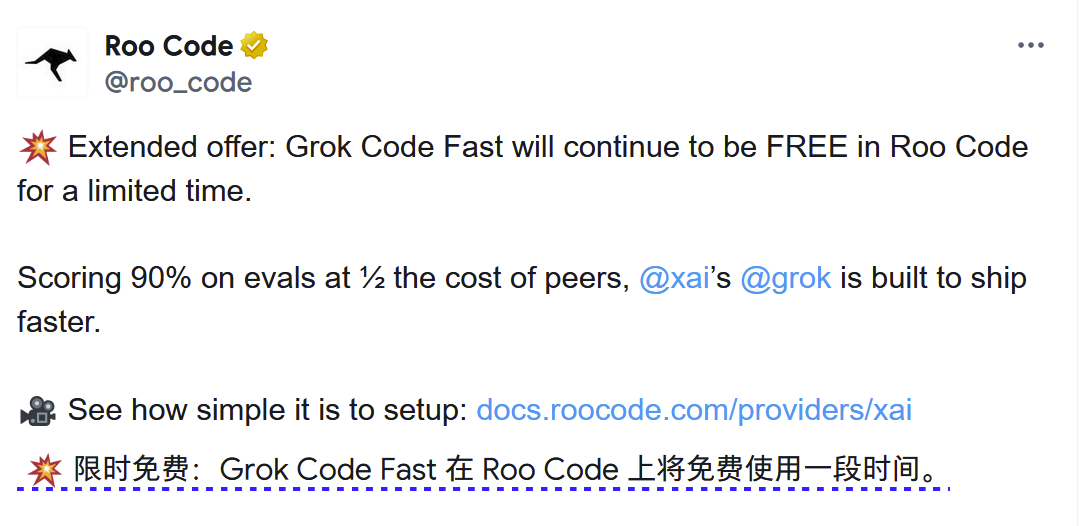 Roo Code
@roo_code
💥 Extended offer: Grok Code Fast will continue to be FREE in Roo Code
for a limited time.
Scoring 90% on evals at ½ the cost of peers, @xai’s @grok is built to ship
faster.
🎥 See how simple it is to setup: docs.roocode.com/providers/xai
💥 限时免费：Grok Code Fast 在 Roo Code 上将免费使用一段时间。